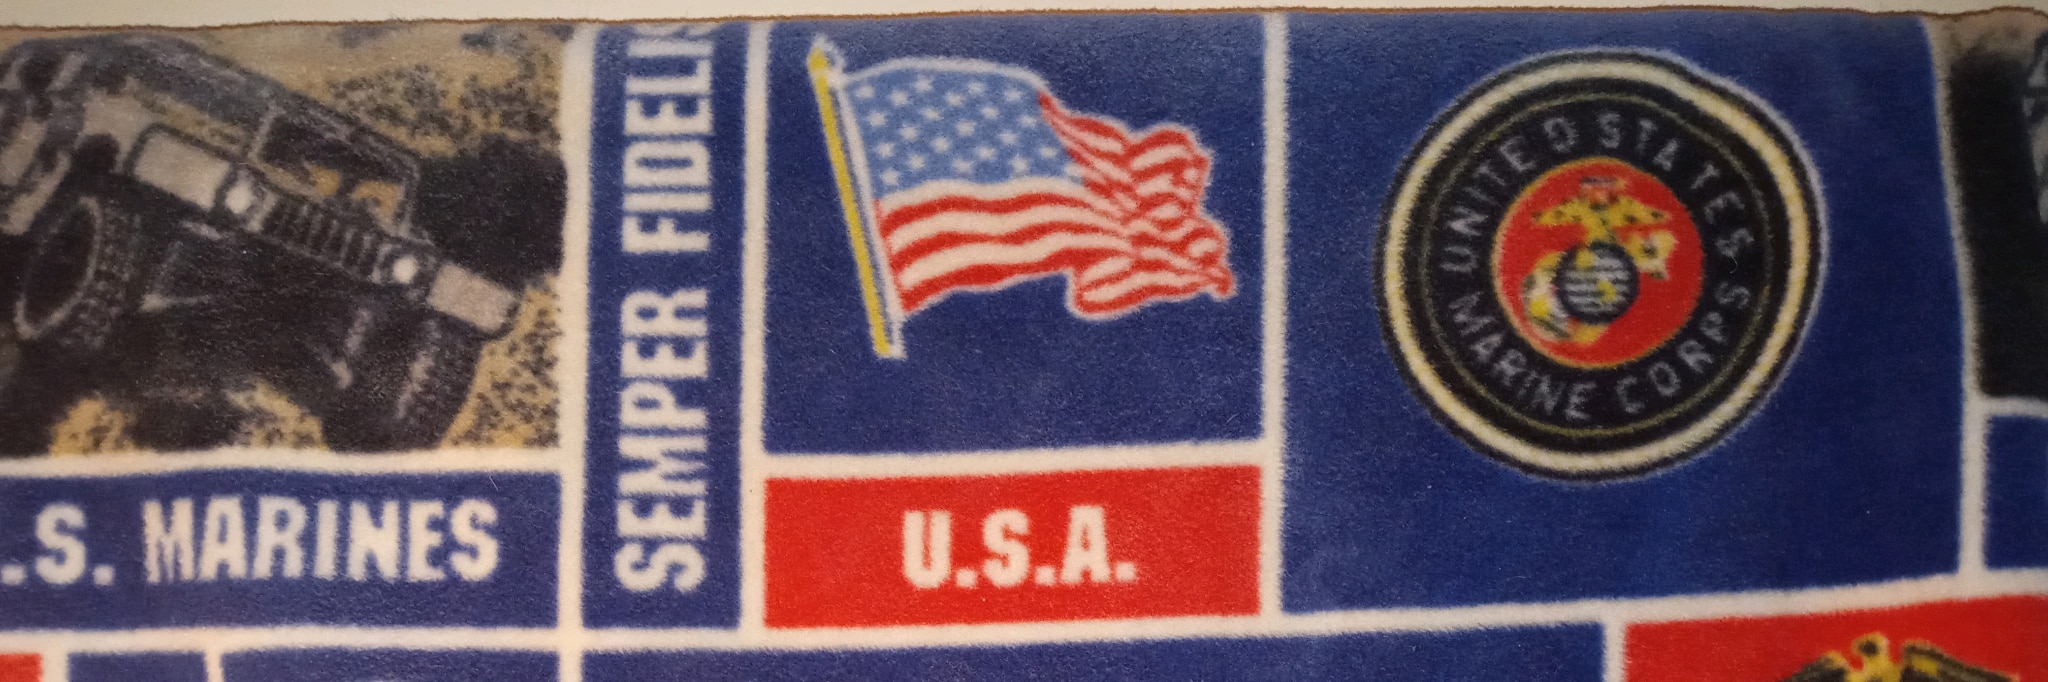 .S. MARINES
SEMPER FIDELIS
U.S.A.
UNITED STATES
MARINE CORPS